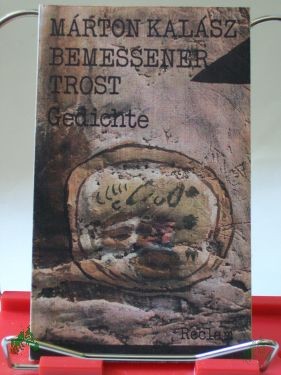 MÁRTON KALÁSZ
BEMESSENER
TROST
Gedichte
Reclam